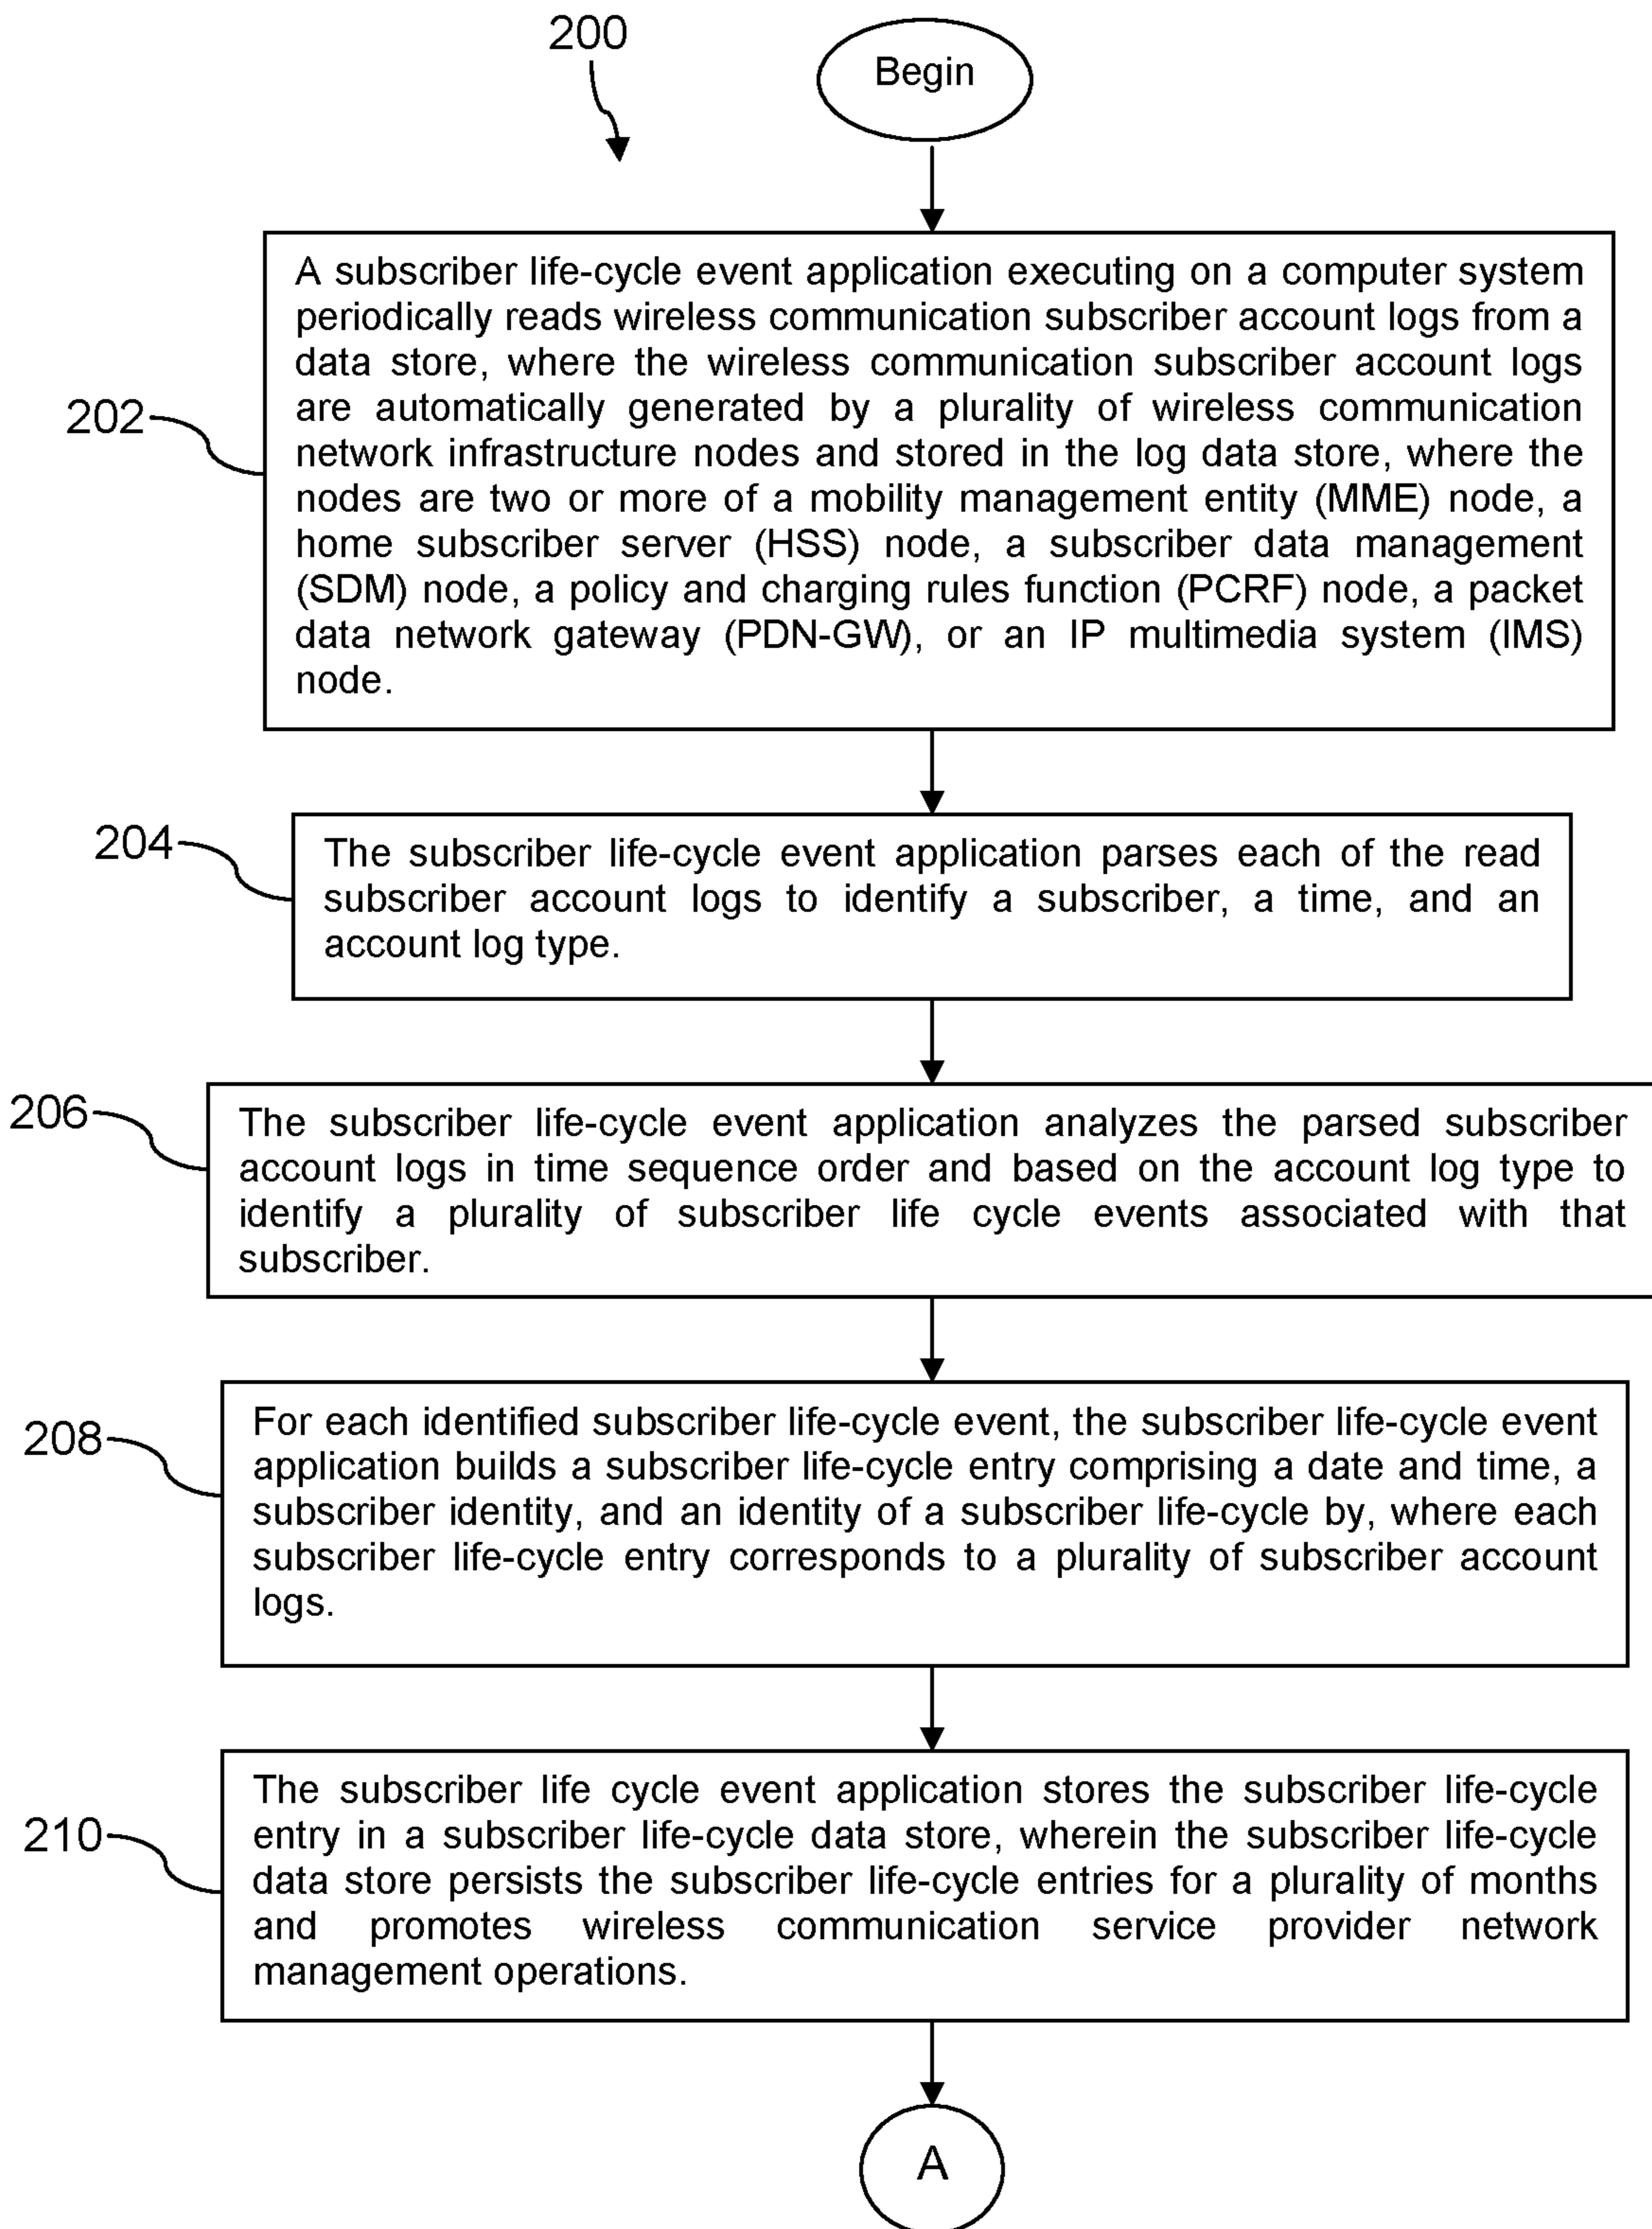 200
Begin
202
A subscriber life-cycle event application executing on a computer system
periodically reads wireless communication subscriber account logs from a
data store, where the wireless communication subscriber account logs
are automatically generated by a plurality of wireless communication
network infrastructure nodes and stored in the log data store, where the
nodes are two or more of a mobility management entity (MME) node, a
home subscriber server (HSS) node, a subscriber data management
(SDM) node, a policy and charging rules function (PCRF) node, a packet
data network gateway (PDN-GW), or an IP multimedia system (IMS)
node.
204
The subscriber life-cycle event application parses each of the read
subscriber account logs to identify a subscriber, a time, and an
account log type.
206
The subscriber life-cycle event application analyzes the parsed subscriber
account logs in time sequence order and based on the account log type to
identify a plurality of subscriber life cycle events associated with that
subscriber.
208
For each identified subscriber life-cycle event, the subscriber life-cycle event
application builds a subscriber life-cycle entry comprising a date and time, a
subscriber identity, and an identity of a subscriber life-cycle by, where each
subscriber life-cycle entry corresponds to a plurality of subscriber account
logs.
210
The subscriber life cycle event application stores the subscriber life-cycle
entry in a subscriber life-cycle data store, wherein the subscriber life-cycle
data store persists the subscriber life-cycle entries for a plurality of months
and promotes wireless communication service provider network
management operations.
A